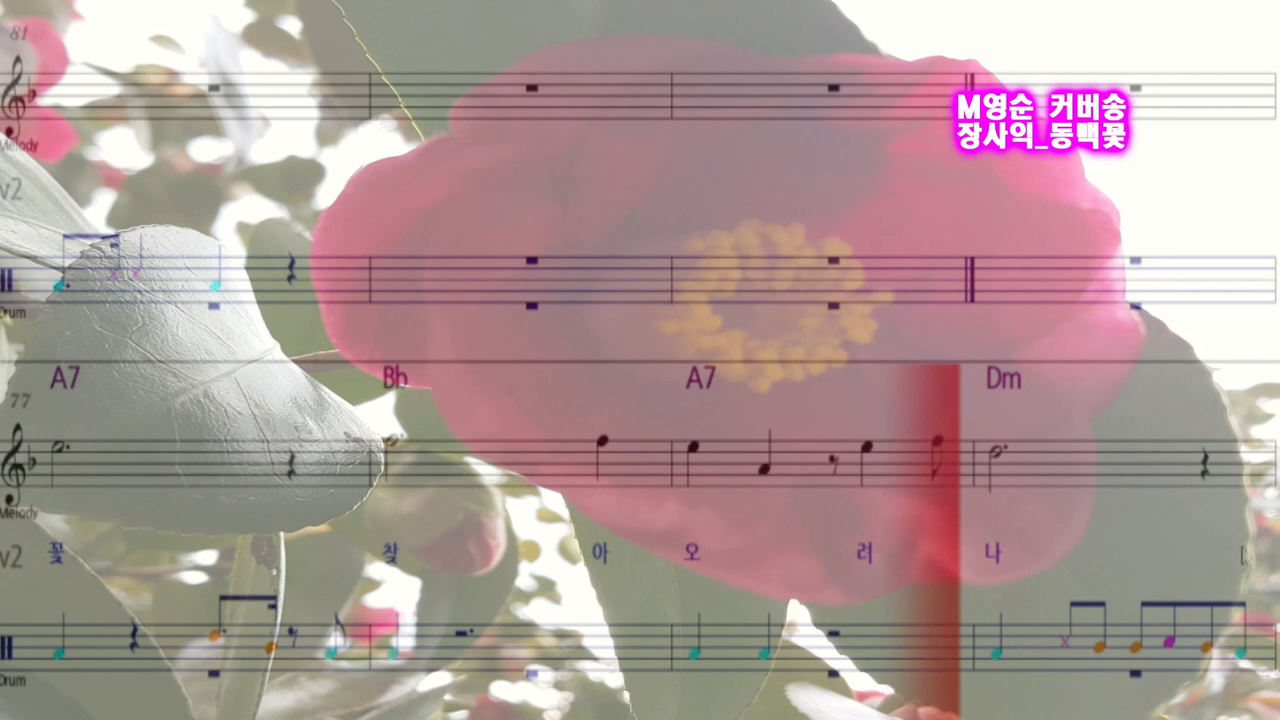 81
M영순 커버송
장사익_동백꽃
Melody
v2
Drum
A7 Bb A7 Dm
77
Melody
v2 꽃 찾 아 오 려 나
Drum